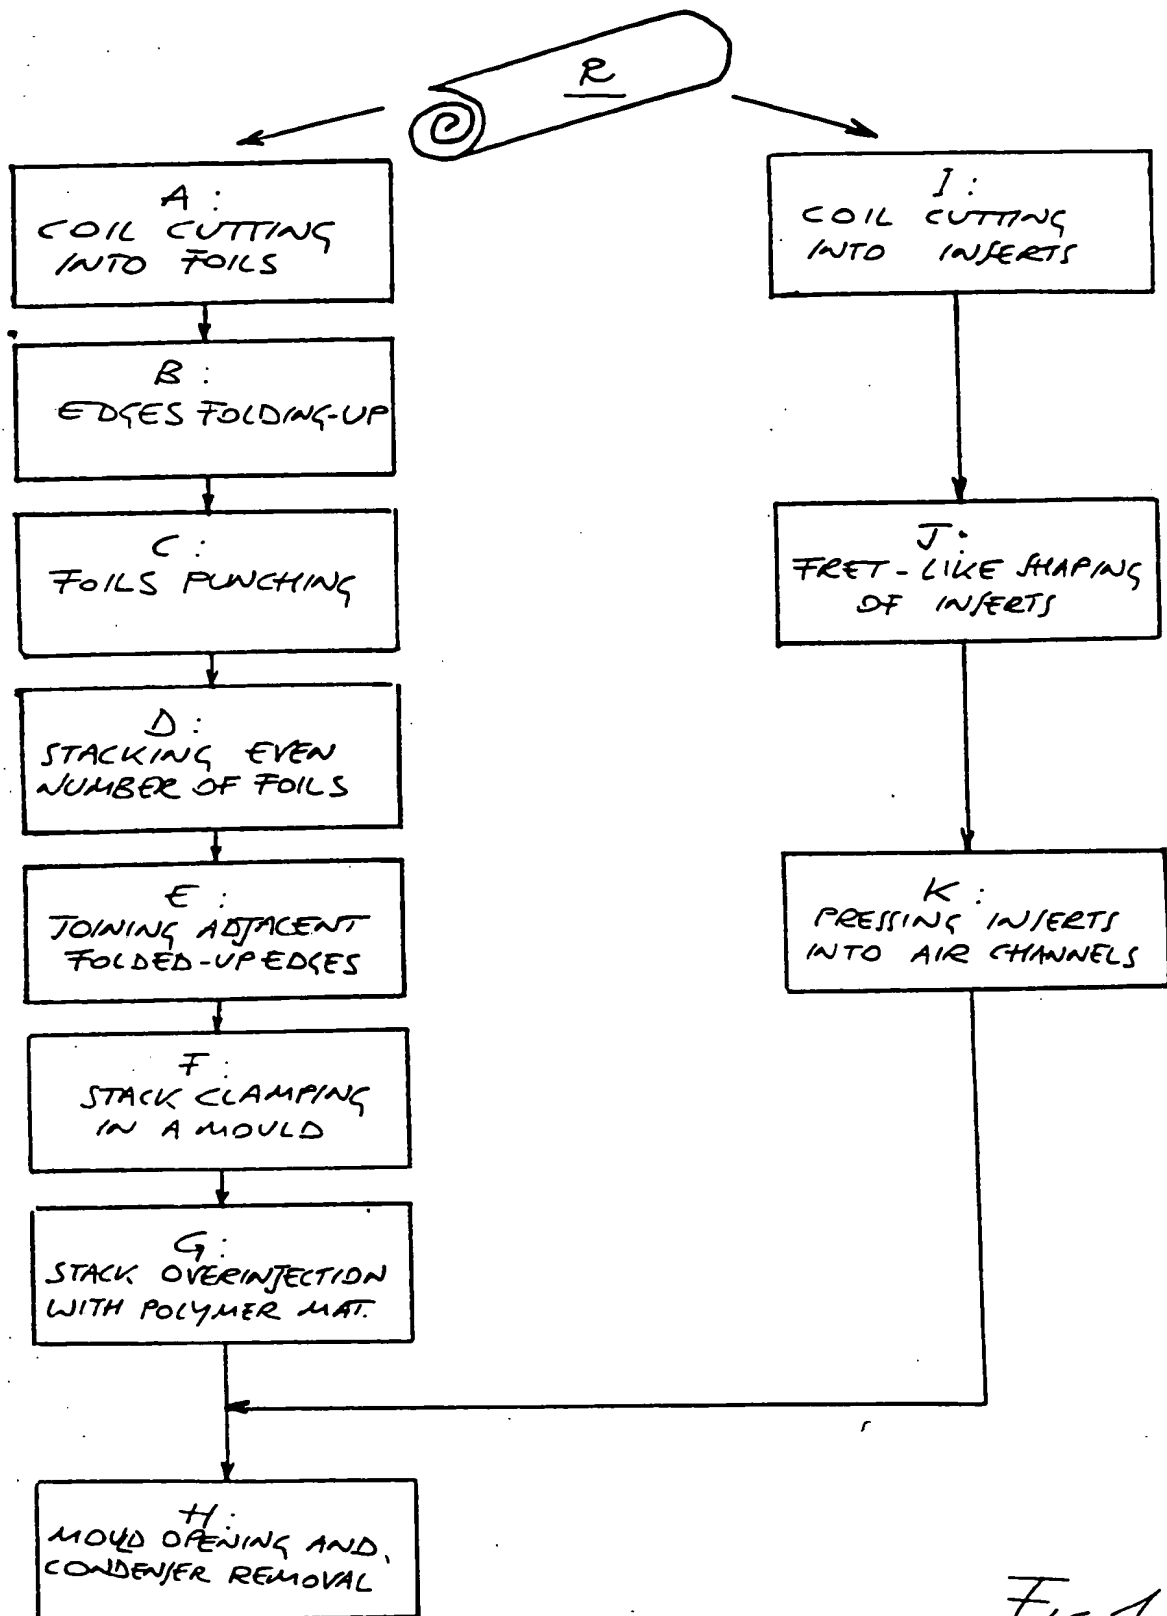 R
A :
COIL CUTTING
INTO FOILS
B :
EDGES FOLDING-UP
C :
FOILS PUNCHING
D :
STACKING EVEN
NUMBER OF FOILS
E :
JOINING ADJACENT
FOLDED-UP EDGES
F :
STACK CLAMPING
IN A MOULD
G :
STACK OVERINJECTION
WITH POLYMER MAT.
H :
MOULD OPENING AND
CONDENSER REMOVAL
I :
COIL CUTTING
INTO INSERTS
J :
FRET-LIKE SHAPING
OF INSERTS
K :
PRESSING INSERTS
INTO AIR CHANNELS
Fig 1